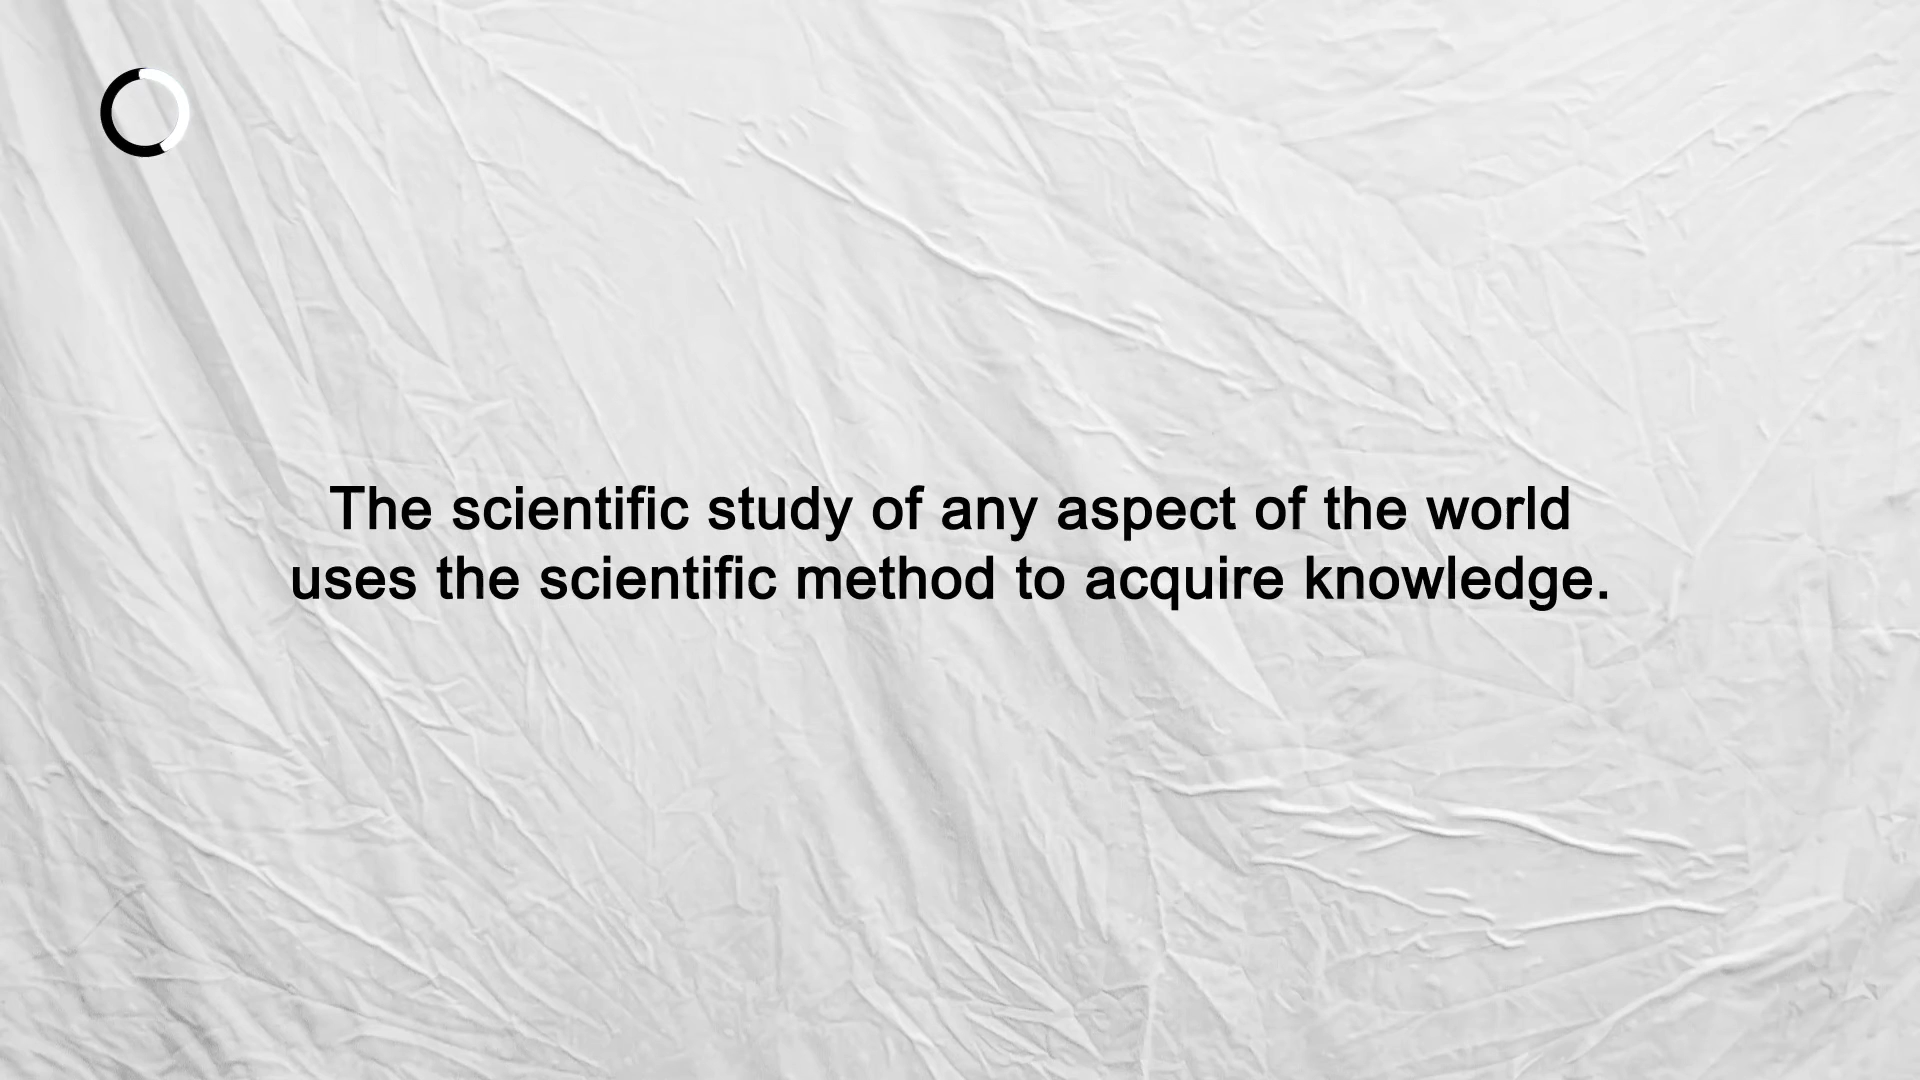 The scientific study of any aspect of the world
uses the scientific method to acquire knowledge.